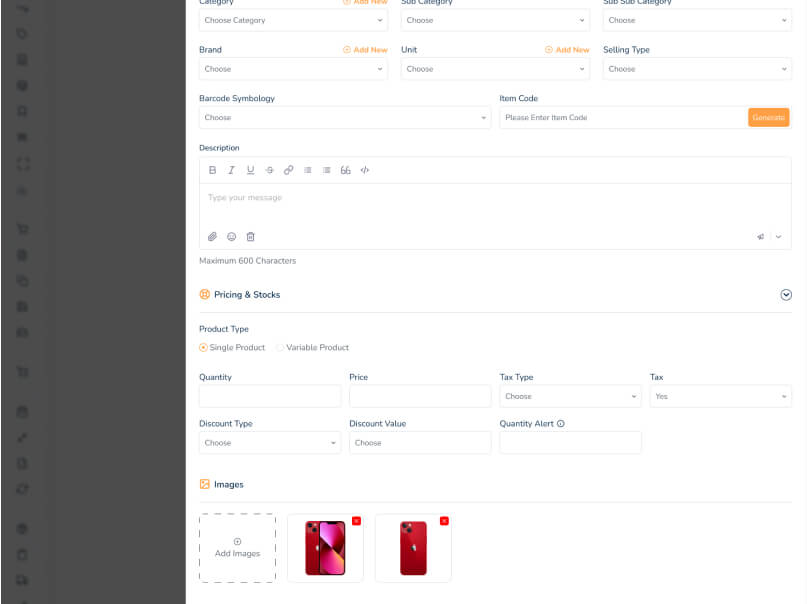 Category
Add New
Sub Category
Sub Sub Category
Choose Category
Choose
Choose
Brand
Add New
Unit
Add New
Selling Type
Choose
Choose
Choose
Barcode Symbology
Item Code
Choose
Please Enter Item Code
Generate
Description
Type your message
Maximum 600 Characters
Pricing & Stocks
Product Type
Single Product
Variable Product
Quantity
Price
Tax Type
Tax
Choose
Yes
Discount Type
Discount Value
Quantity Alert
Choose
Choose
Images
Add Images